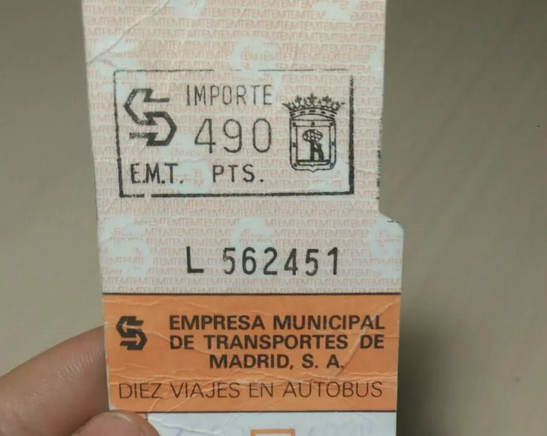 IMPORTE
490
E.M.T. PTS.
L 562451
EMPRESA MUNICIPAL
DE TRANSPORTES DE
MADRID, S. A.
DIEZ VIAJES EN AUTOBUS